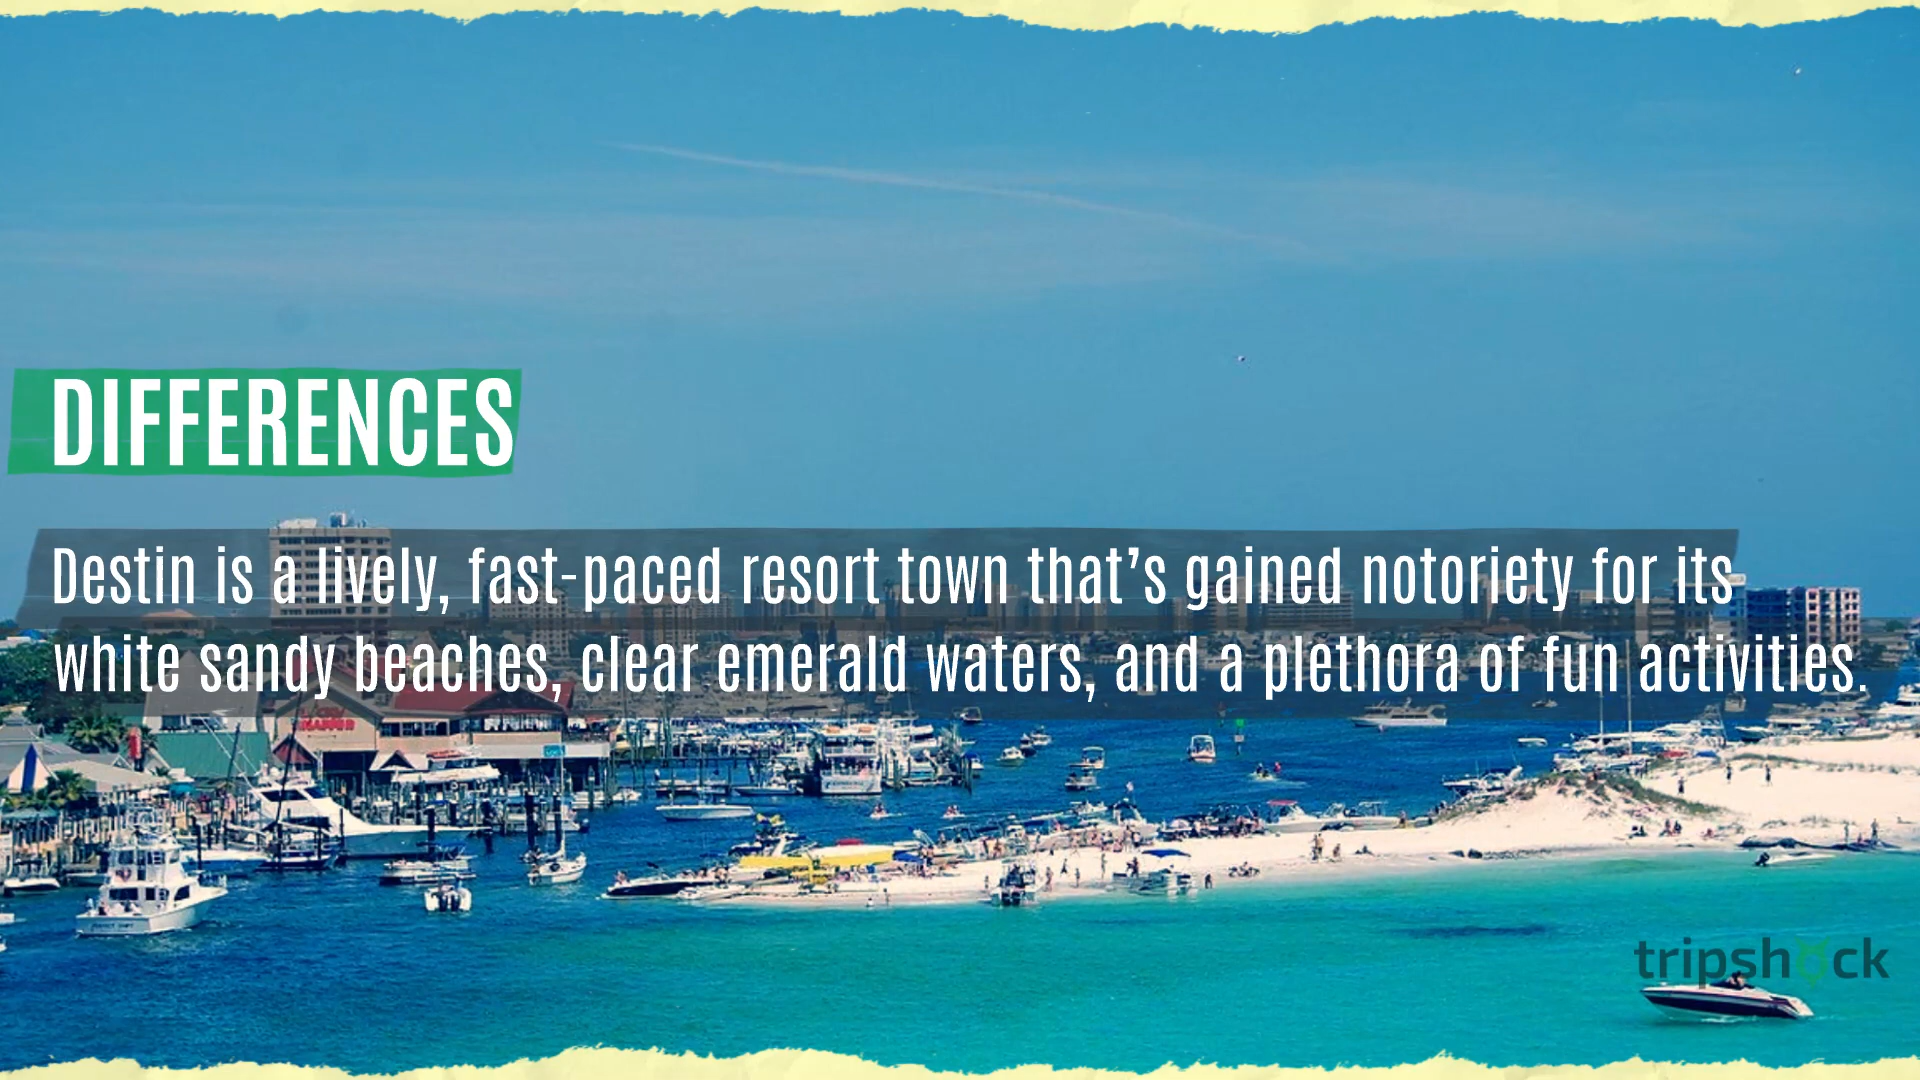 DIFFERENCES
Destin is a lively, fast-paced resort town that’s gained notoriety for its
white sandy beaches, clear emerald waters, and a plethora of fun activities.
tripshock